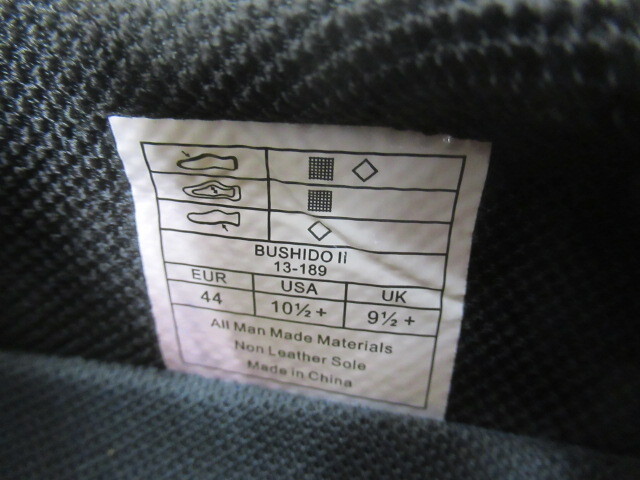 BUSHIDO Ii
13-189
EUR USA UK
44 10½ + 9½ +
All Man Made Materials
Non Leather Sole
Made in China